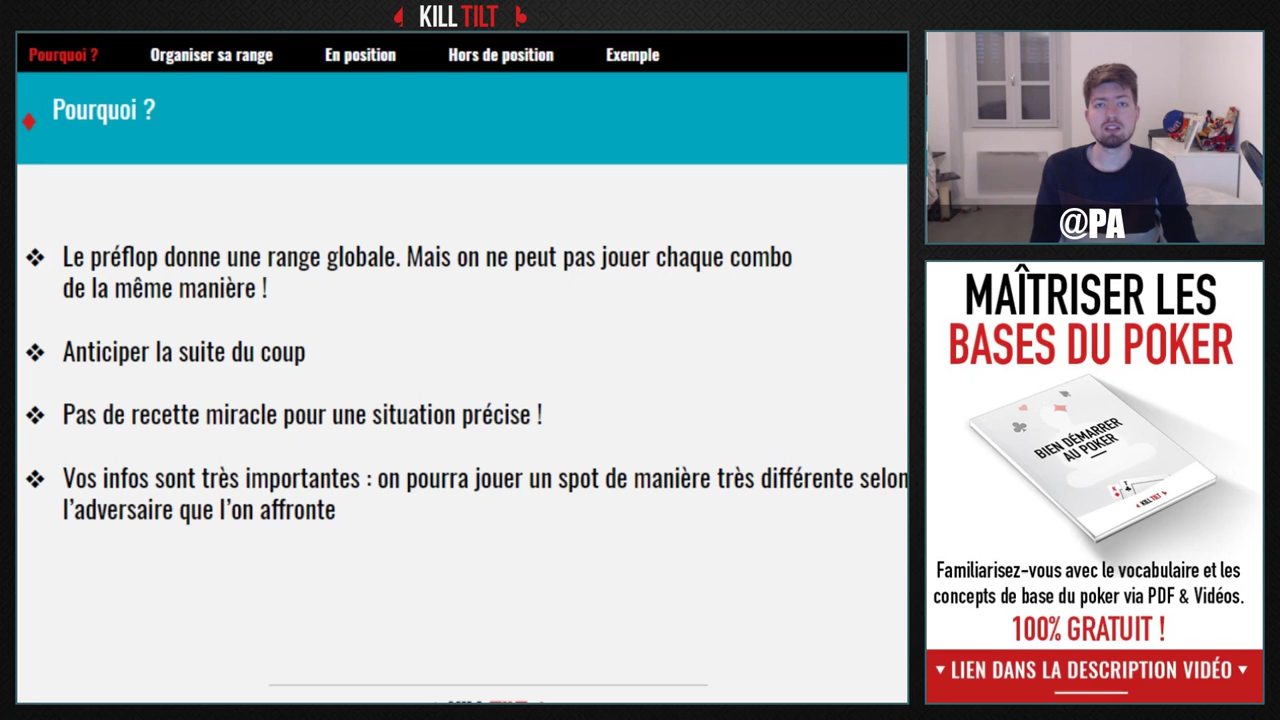 KILL TILT
Pourquoi ? Organiser sa range En position Hors de position Exemple
Pourquoi ?
Le préflop donne une range globale. Mais on ne peut pas jouer chaque combo
de la même manière !
Anticiper la suite du coup
Pas de recette miracle pour une situation précise !
Vos infos sont très importantes : on pourra jouer un spot de manière très différente selon
l'adversaire que l'on affronte
@PA
MAÎTRISER LES
BASES DU POKER
BIEN DÉMARRER
AU POKER
KILL TILT
Familiarisez-vous avec le vocabulaire et les
concepts de base du poker via PDF & Vidéos.
100% GRATUIT !
LIEN DANS LA DESCRIPTION VIDÉO